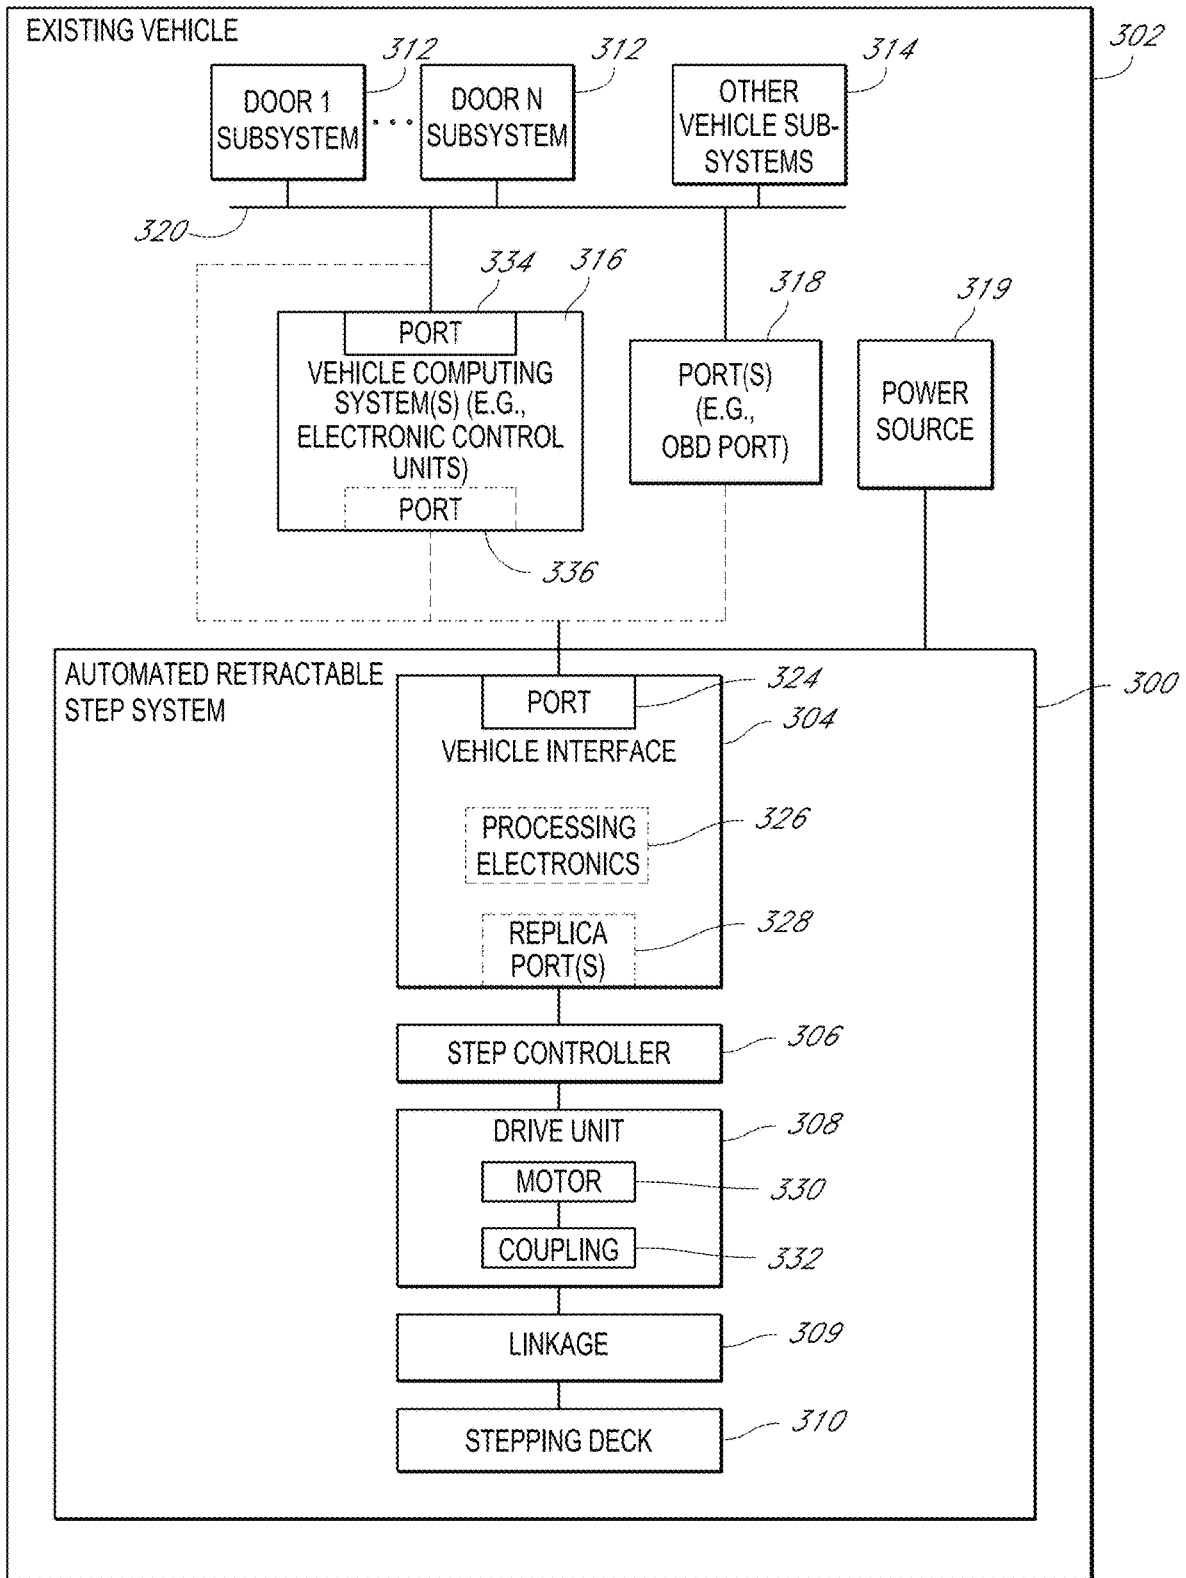 EXISTING VEHICLE
302
312
312
314
DOOR 1
SUBSYSTEM
DOOR N
SUBSYSTEM
OTHER
VEHICLE SUB-
SYSTEMS
320
334
316
318
319
PORT
VEHICLE COMPUTING
SYSTEM(S) (E.G.,
ELECTRONIC CONTROL
UNITS)
PORT
336
PORT(S)
(E.G.,
OBD PORT)
POWER
SOURCE
AUTOMATED RETRACTABLE
STEP SYSTEM
300
PORT
324
304
VEHICLE INTERFACE
PROCESSING
ELECTRONICS
326
REPLICA
PORT(S)
328
STEP CONTROLLER
306
DRIVE UNIT
308
MOTOR
330
COUPLING
332
LINKAGE
309
STEPPING DECK
310